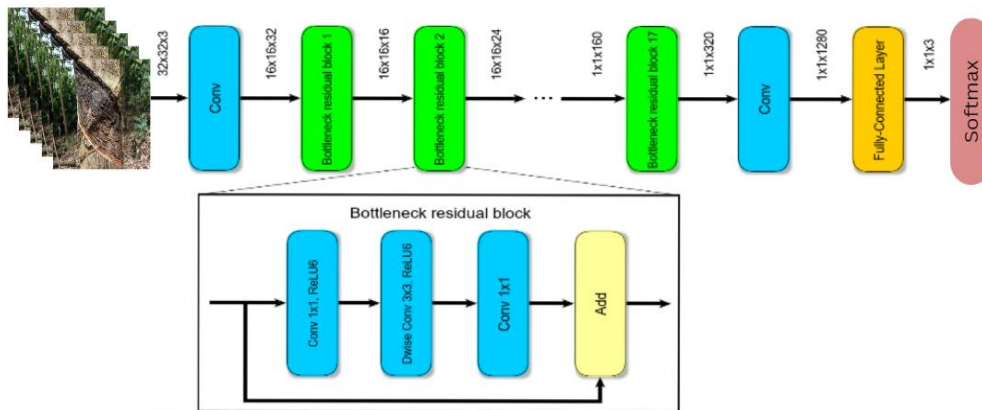 32x32x3
Conv
16x16x32
Bottleneck residual block 1
16x16x16
Bottleneck residual block 2
16x16x24
...
1x1x160
Bottleneck residual block 17
1x1x320
Conv
1x1x1280
Fully-Connected Layer
1x1x3
Softmax
Bottleneck residual block
Conv 1x1, ReLU6
Dwise Conv 3x3, ReLU6
Conv 1x1
Add